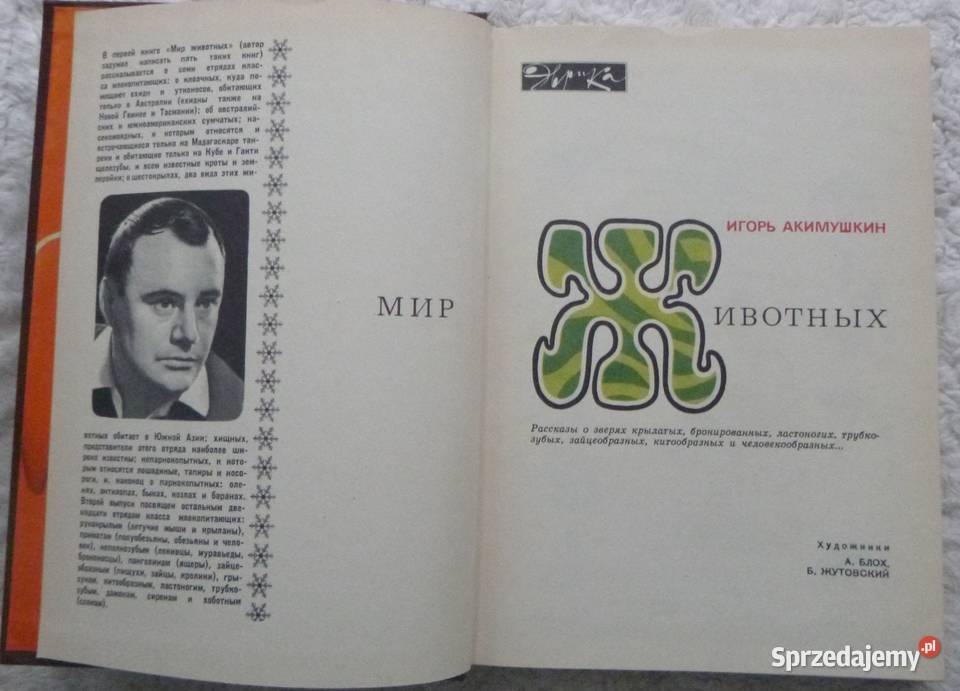 В первой книге «Мир животных» (автор
задумал написать пять таких книг)
рассказывается о семи отрядах клас-
са млекопитающих: о клоачных, куда по-
мещают ехидн и утконосов, обитающих
только в Австралии (ехидны также на
Новой Гвинее и Тасмании); об австралий-
ских и южноамериканских сумчатых; на-
секомоядных, к которым относятся и
встречающиеся только на Мадагаскаре тан-
реки и обитающие только на Кубе и Гаити
щелезубы, и всем известные кроты и зем-
леройки; о шестокрылах, два вида этих жи-
вотных обитает в Южной Азии; хищных,
представители этого отряда наиболее ши-
роко известны; непарнокопытных, к кото-
рым относятся лошадиные, тапиры и носо-
роги, и, наконец о парнокопытных: оле-
нях, антилопах, быках, козлах и баранах.
Второй выпуск посвящен остальным две-
надцати отрядам класса млекопитающих:
рукокрылым (летучие мыши и крыланы),
приматам (полуобезьяны, обезьяны и чело-
век), неполнозубым (ленивцы, муравьеды,
броненосцы), панголинам (ящеры), зайце-
образным (пищухи, зайцы, кролики), гры-
зунам, китообразным, ластоногим, трубко-
зубым, даманам, сиренам и хоботным
(слонам).
Эврика
ИГОРЬ АКИМУШКИН
МИР ЖИВОТНЫХ
Рассказы о зверях крылатых, бронированных, ластоногих, трубко-
зубых, зайцеобразных, китообразных и человекообразных...
Художники
А. БЛОХ,
Б. ЖУТОВСКИЙ
Sprzedajemy.pl